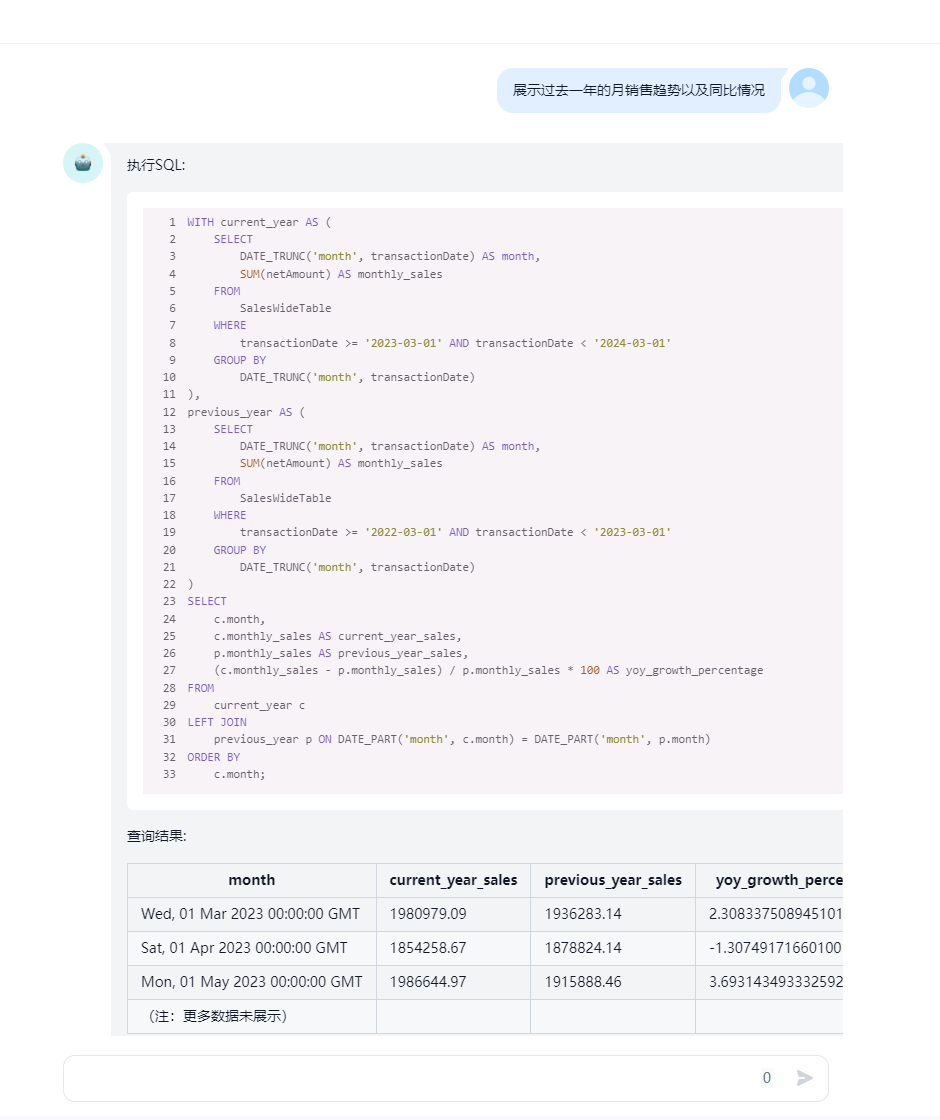 展示过去一年的月销售趋势以及同比情况
执行SQL:
1 WITH current_year AS (
2 SELECT
3 DATE_TRUNC('month', transactionDate) AS month,
4 SUM(netAmount) AS monthly_sales
5 FROM
6 SalesWideTable
7 WHERE
8 transactionDate >= '2023-03-01' AND transactionDate < '2024-03-01'
9 GROUP BY
10 DATE_TRUNC('month', transactionDate)
11 ),
12 previous_year AS (
13 SELECT
14 DATE_TRUNC('month', transactionDate) AS month,
15 SUM(netAmount) AS monthly_sales
16 FROM
17 SalesWideTable
18 WHERE
19 transactionDate >= '2022-03-01' AND transactionDate < '2023-03-01'
20 GROUP BY
21 DATE_TRUNC('month', transactionDate)
22 )
23 SELECT
24 c.month,
25 c.monthly_sales AS current_year_sales,
26 p.monthly_sales AS previous_year_sales,
27 (c.monthly_sales - p.monthly_sales) / p.monthly_sales * 100 AS yoy_growth_percentage
28 FROM
29 current_year c
30 LEFT JOIN
31 previous_year p ON DATE_PART('month', c.month) = DATE_PART('month', p.month)
32 ORDER BY
33 c.month;
查询结果:
month current_year_sales previous_year_sales yoy_growth_perce
Wed, 01 Mar 2023 00:00:00 GMT 1980979.09 1936283.14 2.308337508945101
Sat, 01 Apr 2023 00:00:00 GMT 1854258.67 1878824.14 -1.30749171660100
Mon, 01 May 2023 00:00:00 GMT 1986644.97 1915888.46 3.693143493332592
（注：更多数据未展示）
0